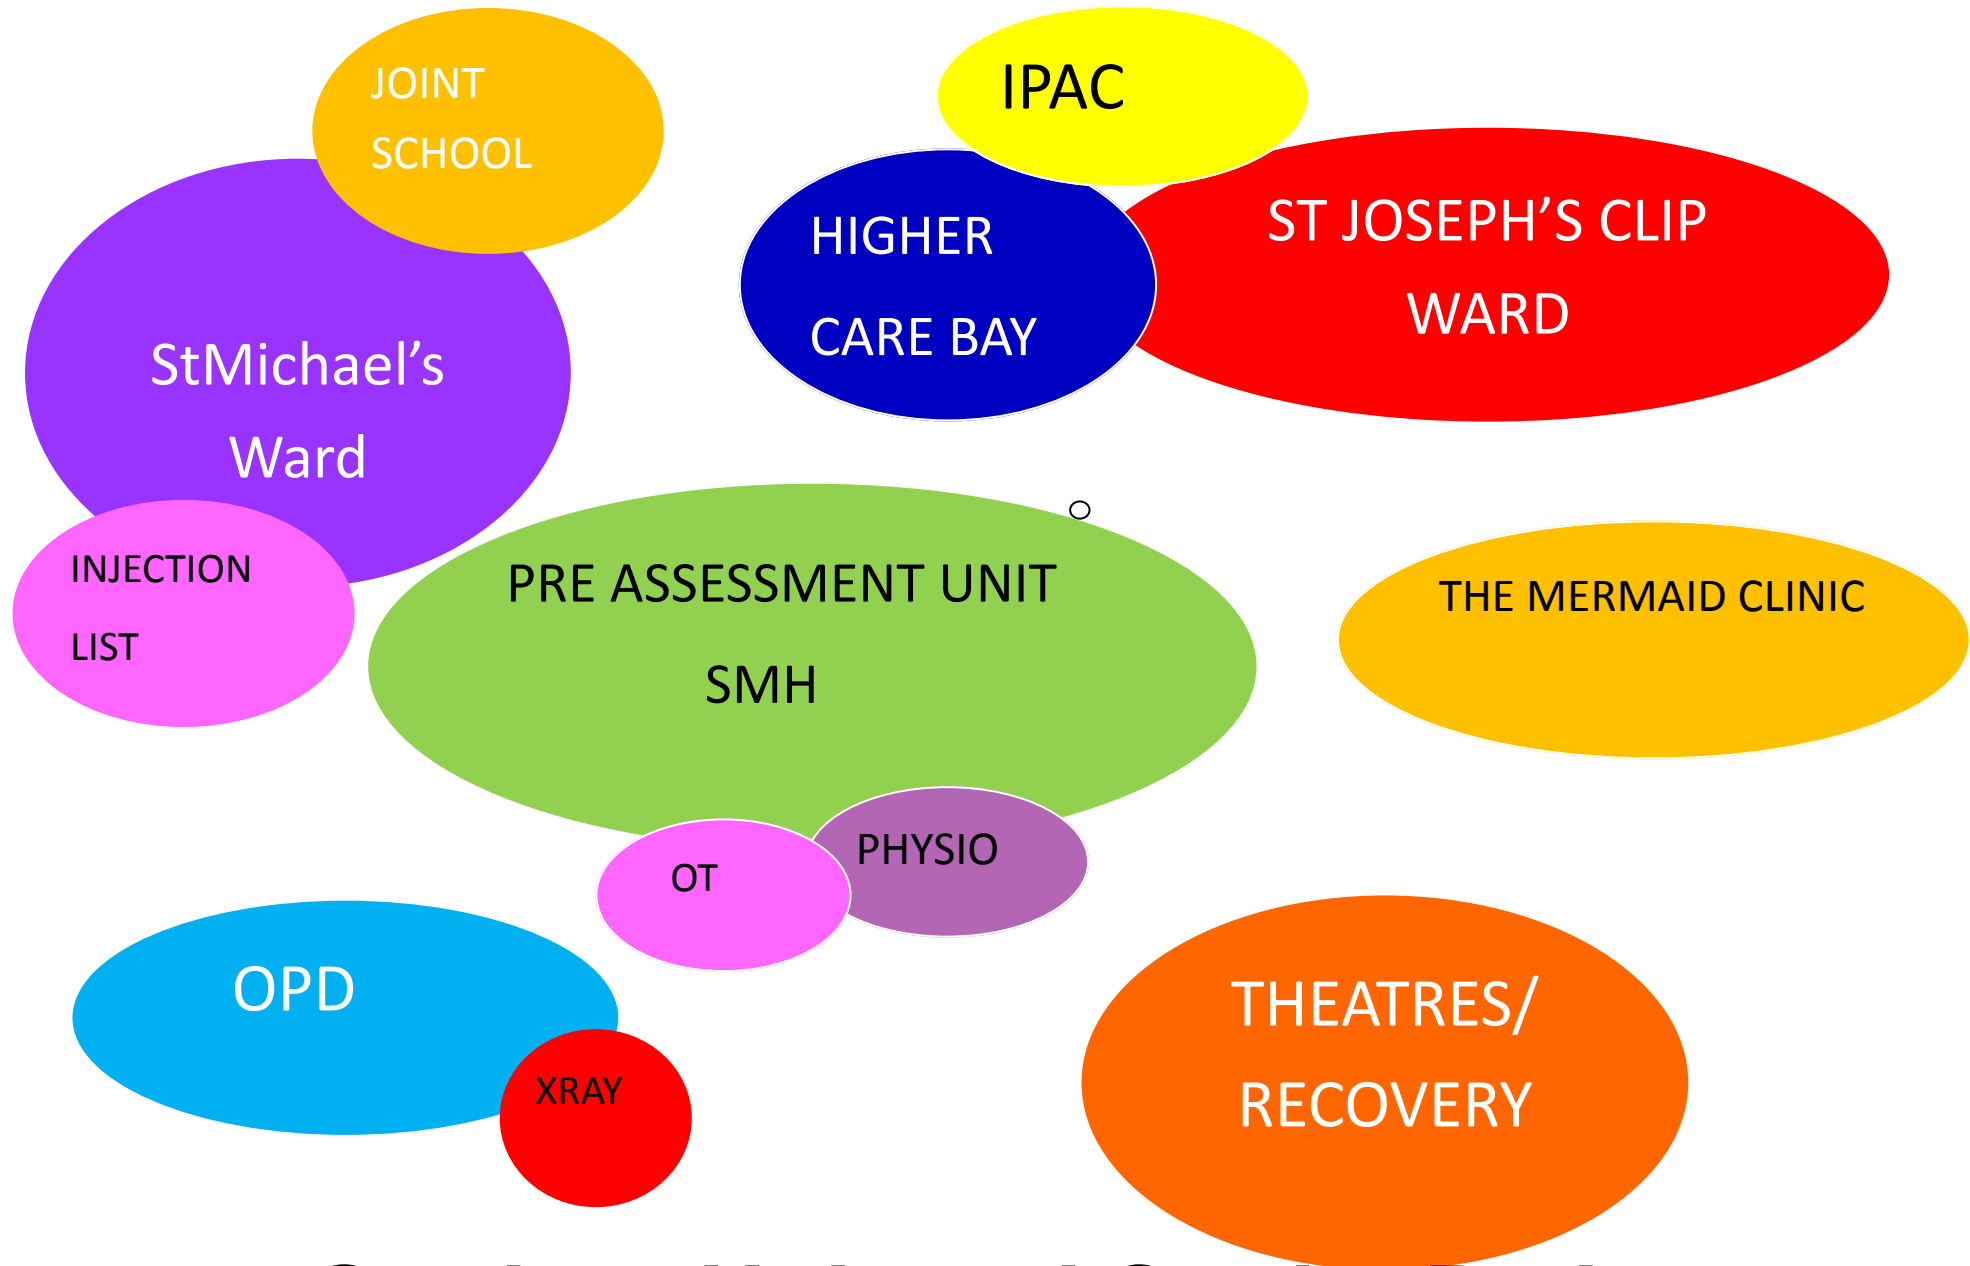 JOINT
SCHOOL
IPAC
HIGHER
CARE BAY
ST JOSEPH’S CLIP
WARD
StMichael’s
Ward
INJECTION
LIST
PRE ASSESSMENT UNIT
SMH
THE MERMAID CLINIC
OT
PHYSIO
OPD
XRAY
THEATRES/
RECOVERY